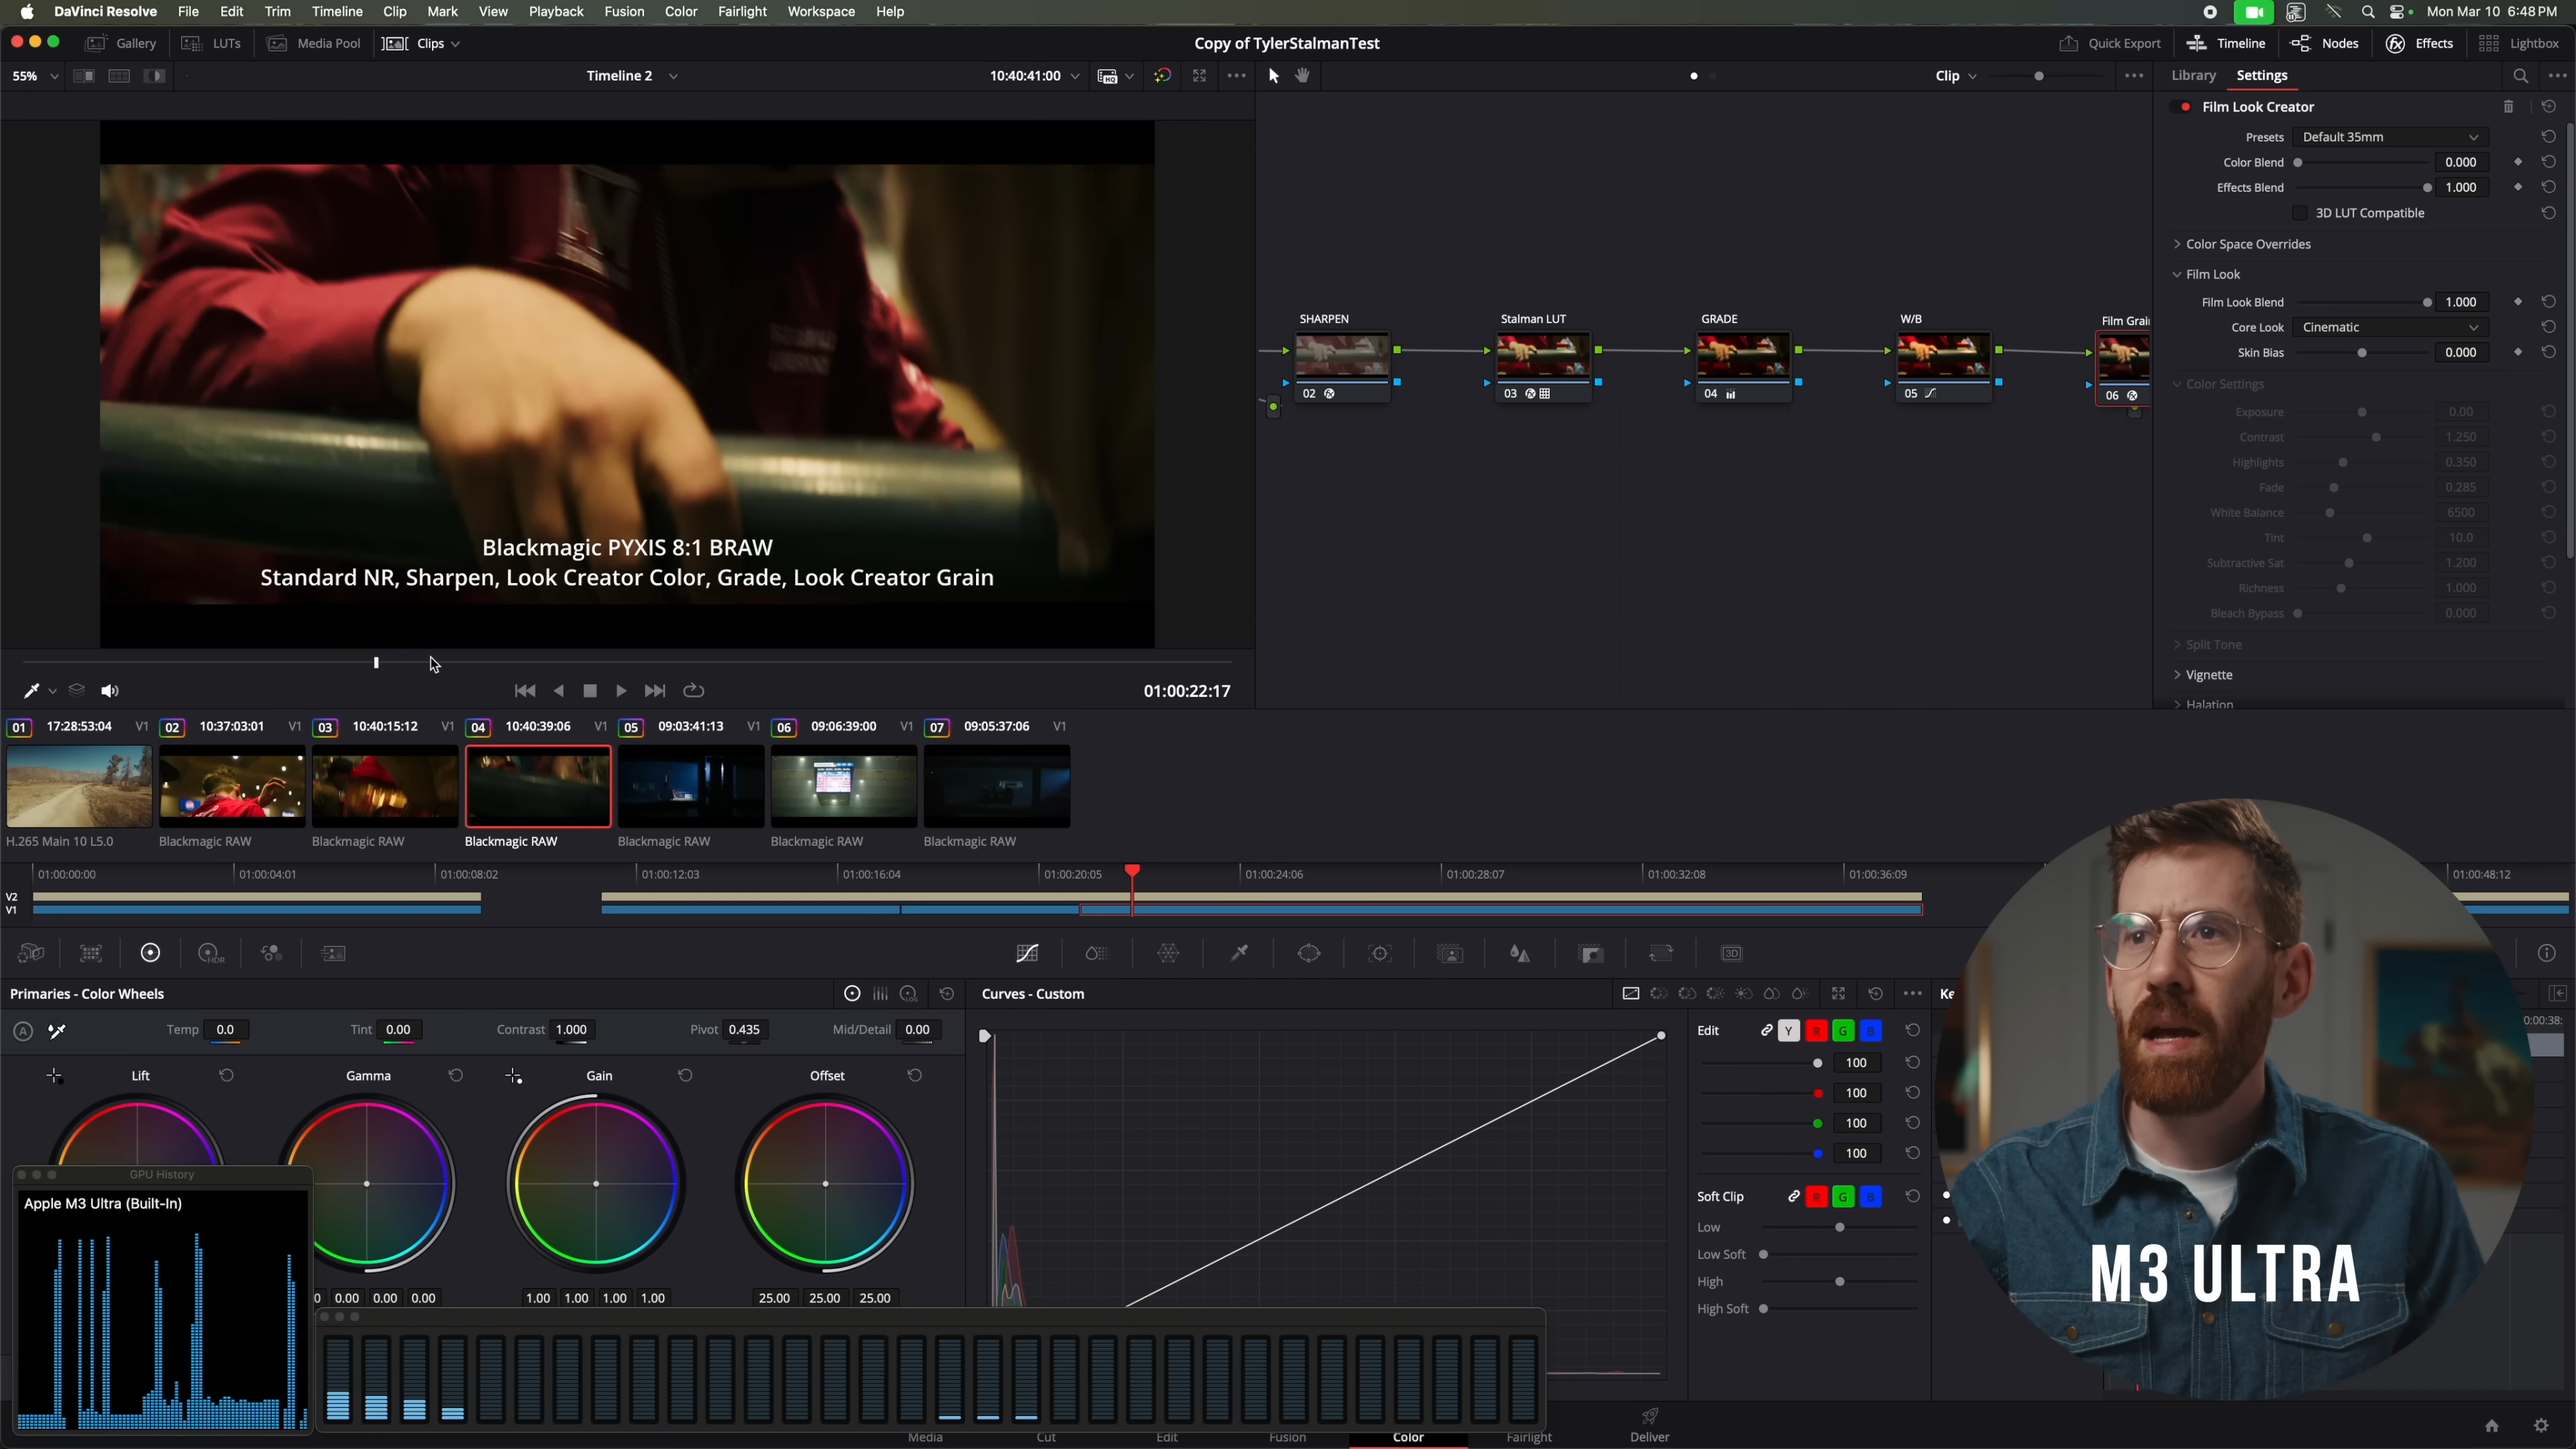 DaVinci Resolve File Edit Trim Timeline Clip Mark View Playback Fusion Color Fairlight Workspace Help
Mon Mar 10 6:48 PM
Gallery LUTs Media Pool Clips
Copy of TylerStalmanTest
Quick Export Timeline Nodes Effects Lightbox
55%
Timeline 2
10:40:41:00
Clip
Library Settings
Film Look Creator
Presets Default 35mm
Color Blend 0.000
Effects Blend 1.000
3D LUT Compatible
Color Space Overrides
Film Look
Film Look Blend 1.000
Core Look Cinematic
Skin Bias 0.000
Color Settings
Exposure 0.00
Contrast 1.250
Highlights 0.350
Fade 0.285
White Balance 6500
Tint 10.0
Subtractive Sat 1.200
Richness 1.000
Bleach Bypass 0.000
Split Tone
Vignette
Halation
SHARPEN
02
Stalman LUT
03
GRADE
04
W/B
05
Film Grai
06
Blackmagic PYXIS 8:1 BRAW
Standard NR, Sharpen, Look Creator Color, Grade, Look Creator Grain
01:00:22:17
01 17:28:53:04 V1
02 10:37:03:01 V1
03 10:40:15:12 V1
04 10:40:39:06 V1
05 09:03:41:13 V1
06 09:06:39:00 V1
07 09:05:37:06 V1
H.265 Main 10 L5.0
Blackmagic RAW
Blackmagic RAW
Blackmagic RAW
Blackmagic RAW
Blackmagic RAW
Blackmagic RAW
01:00:00:00 01:00:04:01 01:00:08:02 01:00:12:03 01:00:16:04 01:00:20:05 01:00:24:06 01:00:28:07 01:00:32:08 01:00:36:09 01:00:48:12
V2
V1
HDR
3D
Primaries - Color Wheels
LOG
Curves - Custom
Ke
A
Temp 0.0
Tint 0.00
Contrast 1.000
Pivot 0.435
Mid/Detail 0.00
Edit Y R G B
0:00:38:
100
100
100
100
Lift Gamma Gain Offset
Soft Clip R G B
Low
Low Soft
High
High Soft
GPU History
Apple M3 Ultra (Built-In)
0 0.00 0.00 0.00
1.00 1.00 1.00 1.00
25.00 25.00 25.00
M3 ULTRA
Media Cut Edit Fusion Color Fairlight Deliver